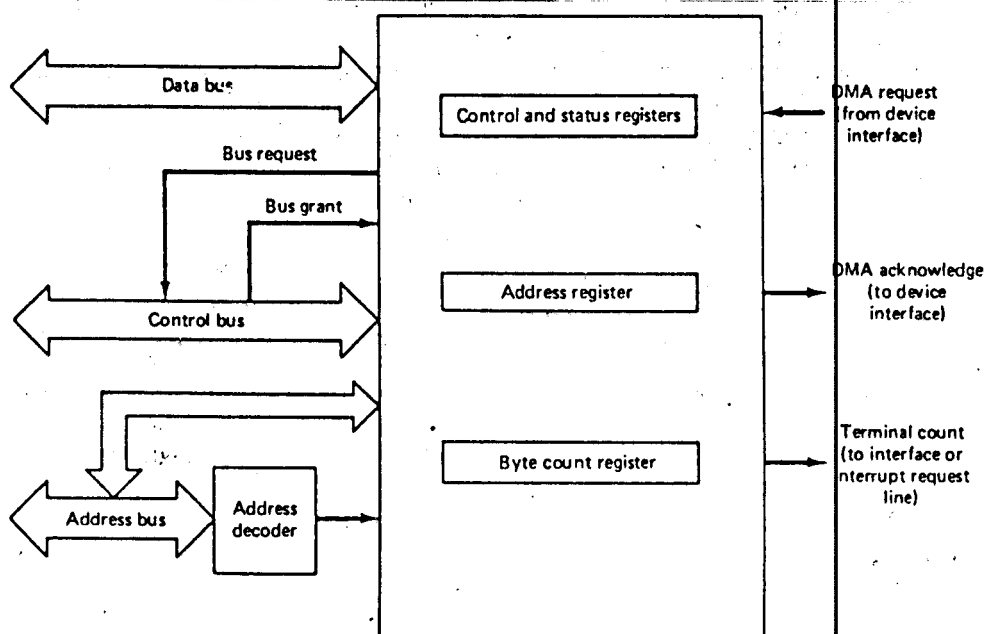 Data bus
Control and status registers
DMA request
(from device
interface)
Bus request
Bus grant
Address register
DMA acknowledge
(to device
interface)
Control bus
Byte count register
Terminal count
(to interface or
nterrupt request
line)
Address bus
Address
decoder